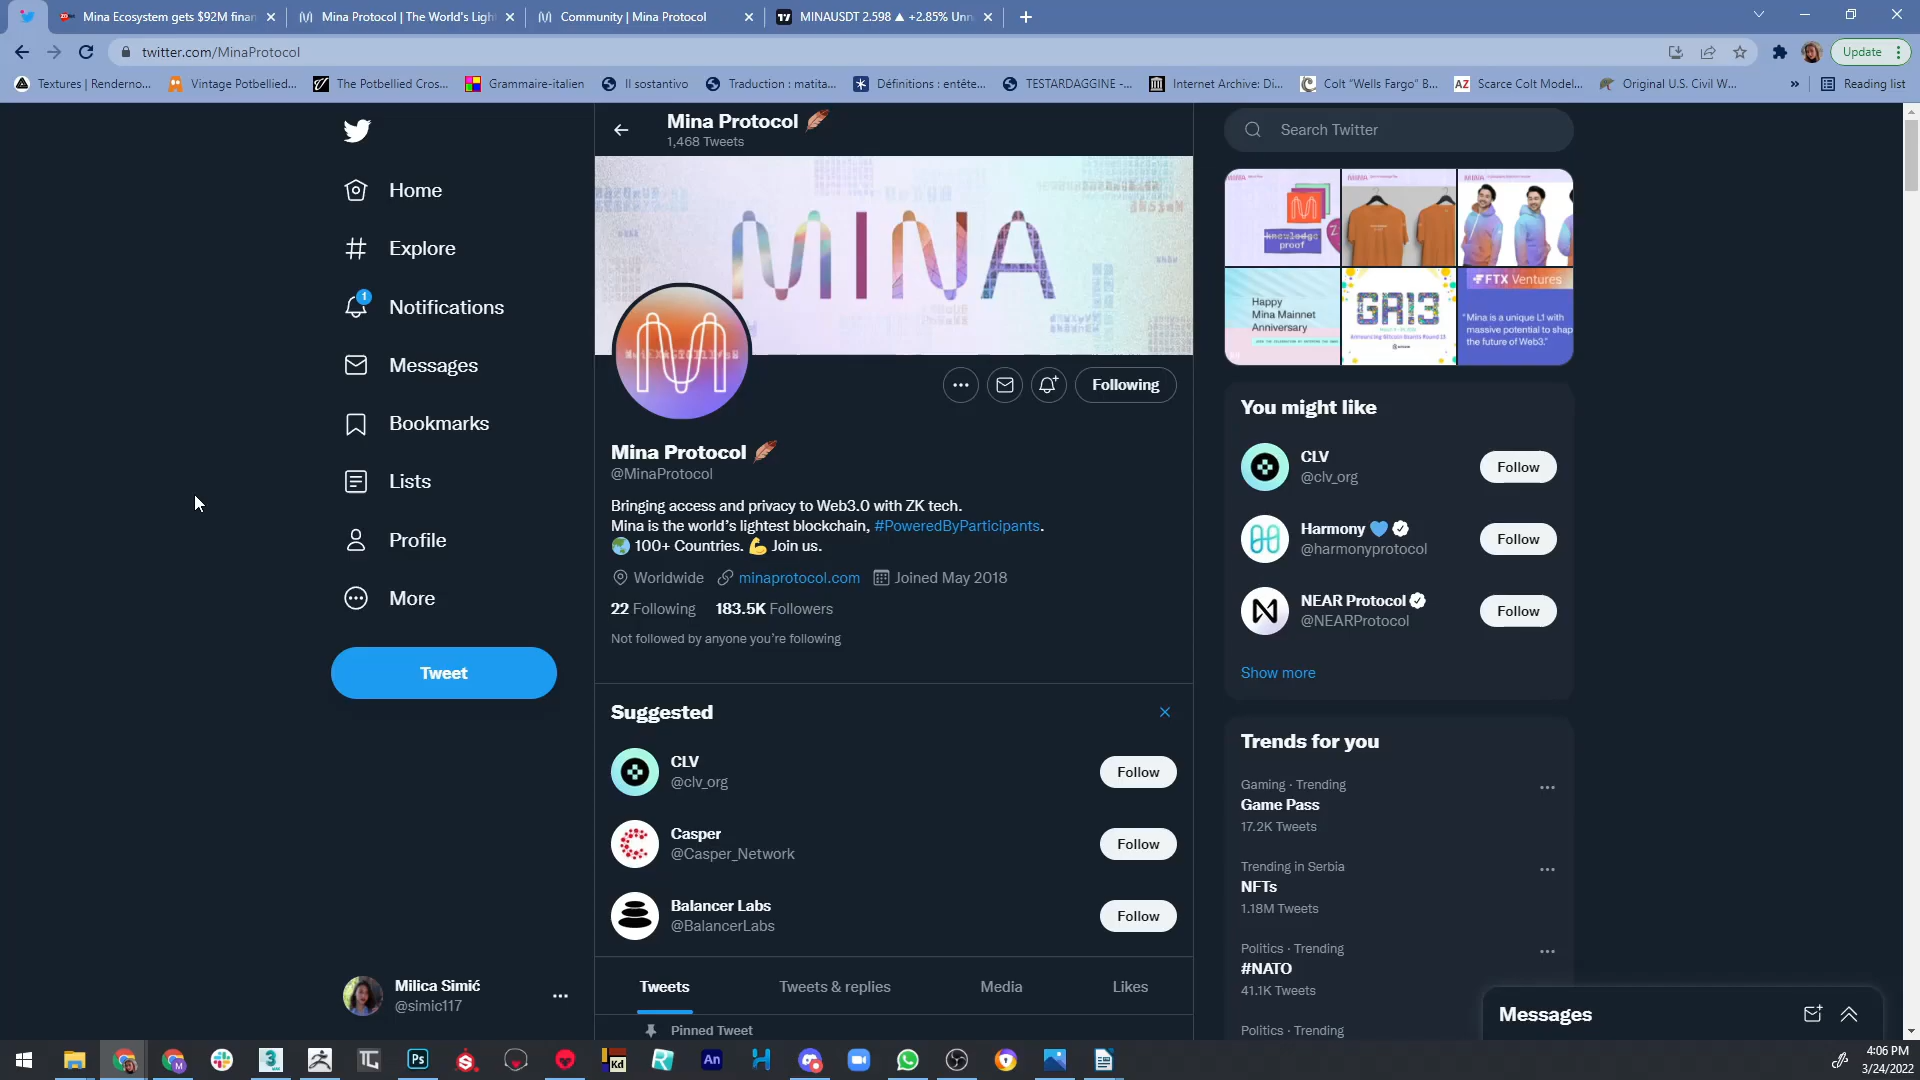 Mina Ecosystem gets $92M finan
Mina Protocol | The World's Ligh
Community | Mina Protocol
MINAUSDT 2.598 ▲ +2.85% Unn
twitter.com/MinaProtocol
Update
Textures | Renderno...
Vintage Potbellied...
The Potbellied Cros...
Grammaire-italien
Il sostantivo
Traduction : matita...
Définitions : entête...
TESTARDAGGINE -...
Internet Archive: Di...
Colt “Wells Fargo” B...
Scarce Colt Model...
Original U.S. Civil W...
Reading list
Home
Explore
1
Notifications
Messages
Bookmarks
Lists
Profile
More
Tweet
Milica Simić
@simic117
Mina Protocol
1,468 Tweets
MINA
Following
Mina Protocol
@MinaProtocol
Bringing access and privacy to Web3.0 with ZK tech.
Mina is the world’s lightest blockchain, #PoweredByParticipants.
100+ Countries. Join us.
Worldwide minaprotocol.com Joined May 2018
22 Following 183.5K Followers
Not followed by anyone you’re following
Suggested
CLV
@clv_org
Follow
Casper
@Casper_Network
Follow
Balancer Labs
@BalancerLabs
Follow
Tweets
Tweets & replies
Media
Likes
Pinned Tweet
Search Twitter
knowledge
proof
Happy
Mina Mainnet
Anniversary
GR13
FTX Ventures
“Mina is a unique L1 with
massive potential to shap
the future of Web3.”
You might like
CLV
@clv_org
Follow
Harmony
@harmonyprotocol
Follow
NEAR Protocol
@NEARProtocol
Follow
Show more
Trends for you
Gaming · Trending
Game Pass
17.2K Tweets
Trending in Serbia
NFTs
1.18M Tweets
Politics · Trending
#NATO
41.1K Tweets
Politics · Trending
Messages
4:06 PM
3/24/2022